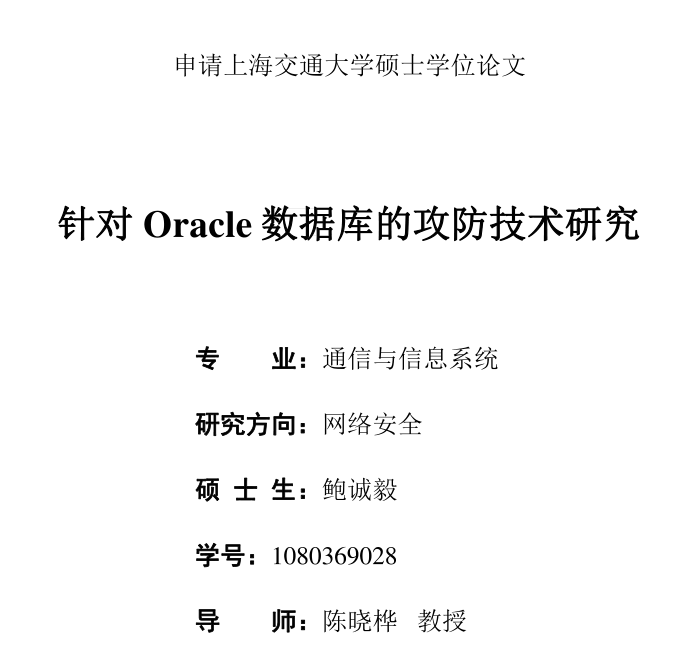 申请上海交通大学硕士学位论文
针对 Oracle 数据库的攻防技术研究
专 业：通信与信息系统
研究方向：网络安全
硕 士 生：鲍诚毅
学号：1080369028
导 师：陈晓桦 教授